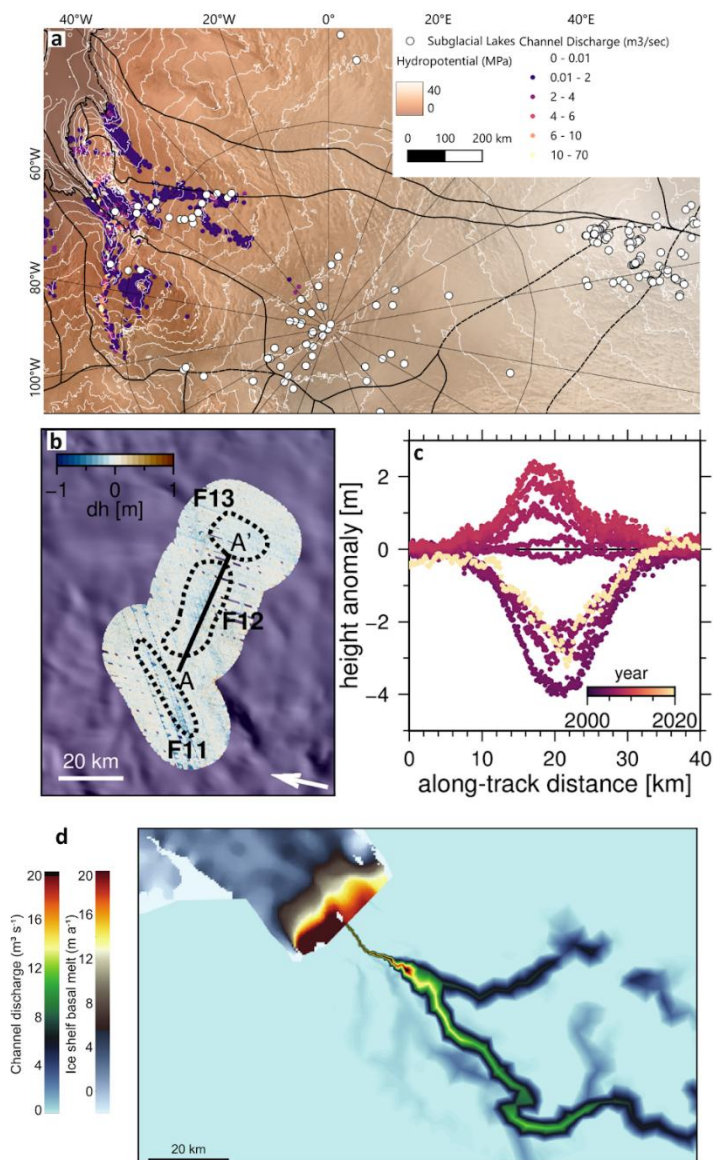 40°W 20°W 0° 20°E 40°E
a
Subglacial Lakes Channel Discharge (m3/sec)
Hydropotential (MPa)
40
0
0 - 0.01
0.01 - 2
2 - 4
4 - 6
6 - 10
10 - 70
0 100 200 km
60°W
80°W
100°W
b
−1 0 1
dh [m]
F13
A'
F12
A
F11
20 km
c
height anomaly [m]
2
0
−2
−4
year
2000 2020
0 10 20 30 40
along-track distance [km]
d
Channel discharge (m³ s⁻¹)
20
16
12
8
4
0
Ice shelf basal melt (m a⁻¹)
20
16
12
8
4
0
20 km